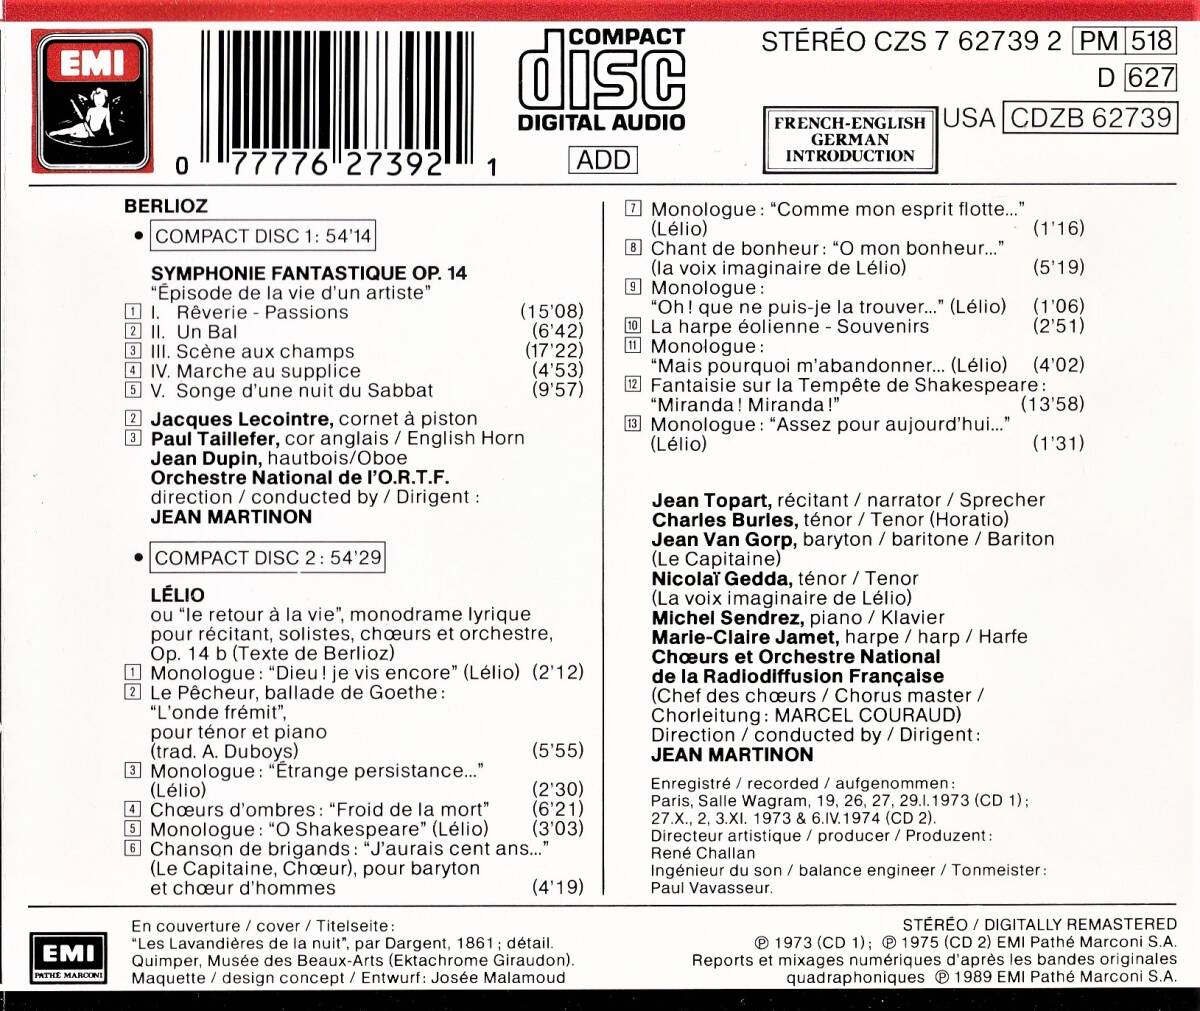 EMI
0 77776 27392 1
COMPACT
disc
DIGITAL AUDIO
ADD
STÉRÉO CZS 7 62739 2 PM 518
D 627
FRENCH-ENGLISH
GERMAN
INTRODUCTION
USA CDZB 62739
BERLIOZ
• COMPACT DISC 1: 54'14
SYMPHONIE FANTASTIQUE OP. 14
“Épisode de la vie d'un artiste”
1 I. Rêverie - Passions (15'08)
2 II. Un Bal (6'42)
3 III. Scène aux champs (17'22)
4 IV. Marche au supplice (4'53)
5 V. Songe d'une nuit du Sabbat (9'57)
2 Jacques Lecointre, cornet à piston
3 Paul Taillefer, cor anglais / English Horn
Jean Dupin, hautbois/Oboe
Orchestre National de l'O.R.T.F.
direction / conducted by / Dirigent :
JEAN MARTINON
• COMPACT DISC 2: 54'29
LÉLIO
ou “le retour à la vie”, monodrame lyrique
pour récitant, solistes, chœurs et orchestre,
Op. 14 b (Texte de Berlioz)
1 Monologue: “Dieu! je vis encore” (Lélio) (2'12)
2 Le Pêcheur, ballade de Goethe:
“L'onde frémit”,
pour ténor et piano
(trad. A. Duboys) (5'55)
3 Monologue: “Étrange persistance...”
(Lélio) (2'30)
4 Chœurs d'ombres: “Froid de la mort” (6'21)
5 Monologue: “O Shakespeare” (Lélio) (3'03)
6 Chanson de brigands: “J'aurais cent ans...”
(Le Capitaine, Chœur), pour baryton
et chœur d'hommes (4'19)
7 Monologue: “Comme mon esprit flotte...”
(Lélio) (1'16)
8 Chant de bonheur: “O mon bonheur...”
(la voix imaginaire de Lélio) (5'19)
9 Monologue:
“Oh! que ne puis-je la trouver...” (Lélio) (1'06)
10 La harpe éolienne - Souvenirs (2'51)
11 Monologue:
“Mais pourquoi m'abandonner... (Lélio) (4'02)
12 Fantaisie sur la Tempête de Shakespeare:
“Miranda! Miranda!” (13'58)
13 Monologue: “Assez pour aujourd'hui...”
(Lélio) (1'31)
Jean Topart, récitant / narrator / Sprecher
Charles Burles, ténor / Tenor (Horatio)
Jean Van Gorp, baryton / baritone / Bariton
(Le Capitaine)
Nicolaï Gedda, ténor / Tenor
(La voix imaginaire de Lélio)
Michel Sendrez, piano / Klavier
Marie-Claire Jamet, harpe / harp / Harfe
Chœurs et Orchestre National
de la Radiodiffusion Française
(Chef des chœurs / Chorus master /
Chorleitung: MARCEL COURAUD)
Direction / conducted by / Dirigent:
JEAN MARTINON
Enregistré / recorded / aufgenommen:
Paris, Salle Wagram, 19, 26, 27, 29.I.1973 (CD 1);
27.X., 2, 3.XI. 1973 & 6.IV.1974 (CD 2).
Directeur artistique / producer / Produzent:
René Challan
Ingénieur du son / balance engineer / Tonmeister:
Paul Vavasseur.
EMI
PATHÉ MARCONI
En couverture / cover / Titelseite:
“Les Lavandières de la nuit”, par Dargent, 1861; détail.
Quimper, Musée des Beaux-Arts (Ektachrome Giraudon).
Maquette / design concept / Entwurf: Josée Malamoud
STÉRÉO / DIGITALLY REMASTERED
℗ 1973 (CD 1); ℗ 1975 (CD 2) EMI Pathé Marconi S.A.
Reports et mixages numériques d'après les bandes originales
quadraphoniques ℗ 1989 EMI Pathé Marconi S.A.